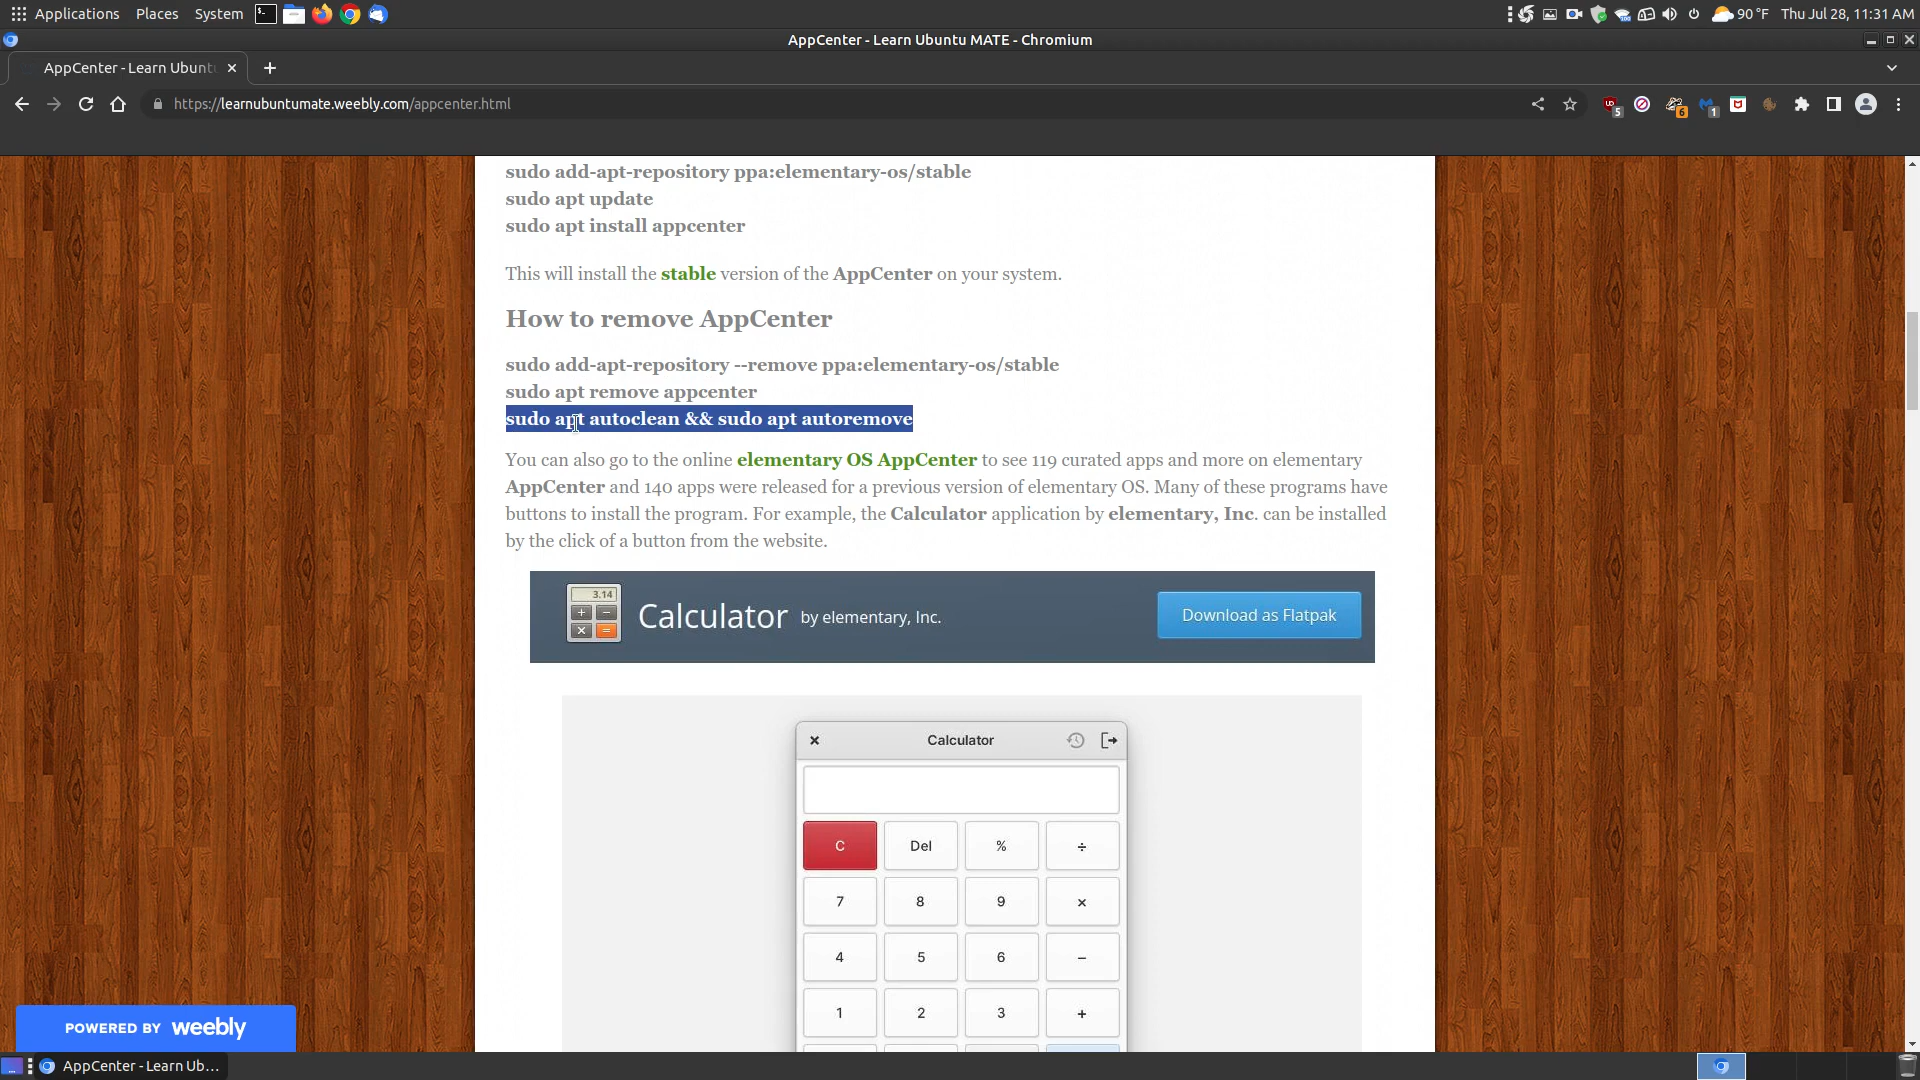 Applications Places System
90 °F Thu Jul 28, 11:31 AM
AppCenter - Learn Ubuntu MATE - Chromium
AppCenter - Learn Ubunt
https://learnubuntumate.weebly.com/appcenter.html
5
6
1
sudo add-apt-repository ppa:elementary-os/stable
sudo apt update
sudo apt install appcenter
This will install the stable version of the AppCenter on your system.
How to remove AppCenter
sudo add-apt-repository --remove ppa:elementary-os/stable
sudo apt remove appcenter
sudo apt autoclean && sudo apt autoremove
You can also go to the online elementary OS AppCenter to see 119 curated apps and more on elementary
AppCenter and 140 apps were released for a previous version of elementary OS. Many of these programs have
buttons to install the program. For example, the Calculator application by elementary, Inc. can be installed
by the click of a button from the website.
3.14
+ −
× =
Calculator by elementary, Inc.
Download as Flatpak
Calculator
C Del % ÷
7 8 9 ×
4 5 6 −
1 2 3 +
POWERED BY weebly
AppCenter - Learn Ub...